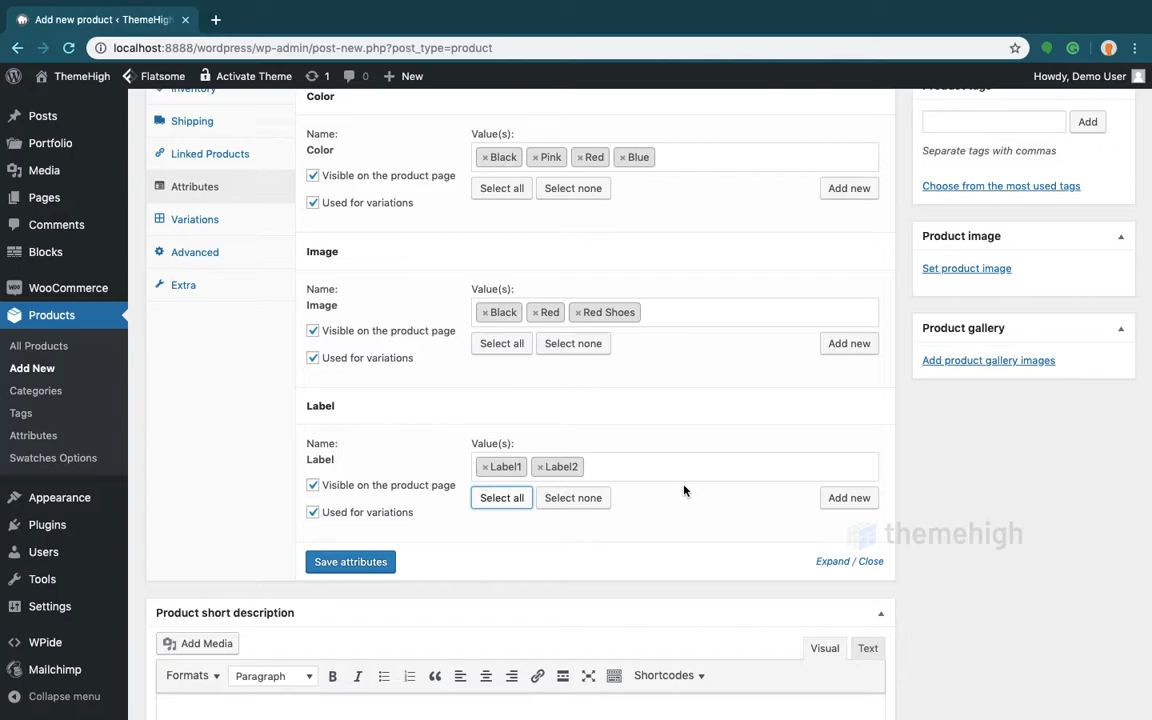 Add new product ‹ ThemeHigh
localhost:8888/wordpress/wp-admin/post-new.php?post_type=product
ThemeHigh
Flatsome
Activate Theme
1
0
New
Howdy, Demo User
Posts
Portfolio
Media
Pages
Comments
Blocks
WooCommerce
Products
All Products
Add New
Categories
Tags
Attributes
Swatches Options
Appearance
Plugins
Users
Tools
Settings
WPide
Mailchimp
Collapse menu
Inventory
Shipping
Linked Products
Attributes
Variations
Advanced
Extra
Color
Name:
Color
Visible on the product page
Used for variations
Value(s):
× Black × Pink × Red × Blue
Select all
Select none
Add new
Image
Name:
Image
Visible on the product page
Used for variations
Value(s):
× Black × Red × Red Shoes
Select all
Select none
Add new
Label
Name:
Label
Visible on the product page
Used for variations
Value(s):
× Label1 × Label2
Select all
Select none
Add new
Save attributes
Expand / Close
themehigh
Product short description
Add Media
Visual
Text
Formats
Paragraph
B
I
Shortcodes
Product tags
Add
Separate tags with commas
Choose from the most used tags
Product image
Set product image
Product gallery
Add product gallery images